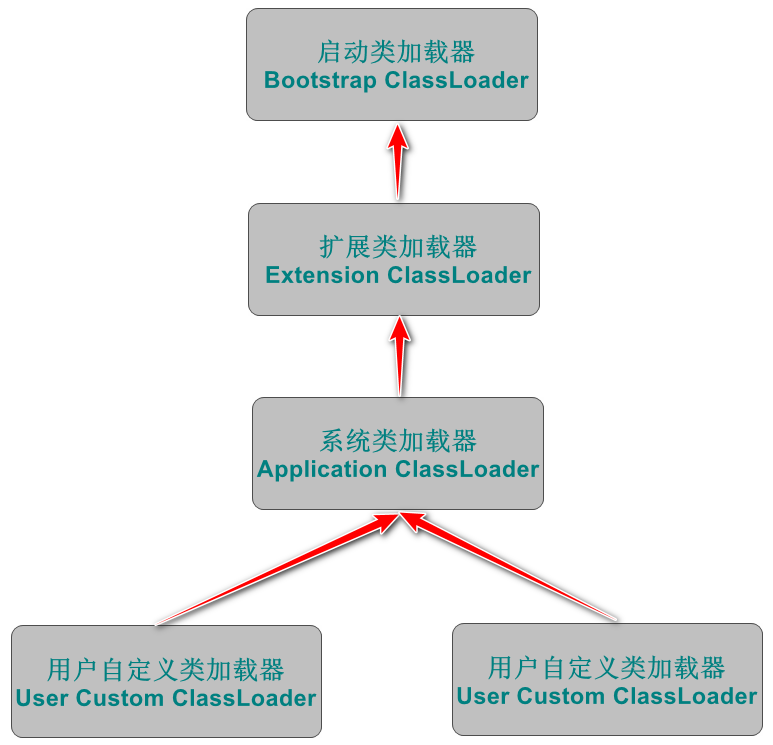 启动类加载器
Bootstrap ClassLoader
扩展类加载器
Extension ClassLoader
系统类加载器
Application ClassLoader
用户自定义类加载器
User Custom ClassLoader
用户自定义类加载器
User Custom ClassLoader